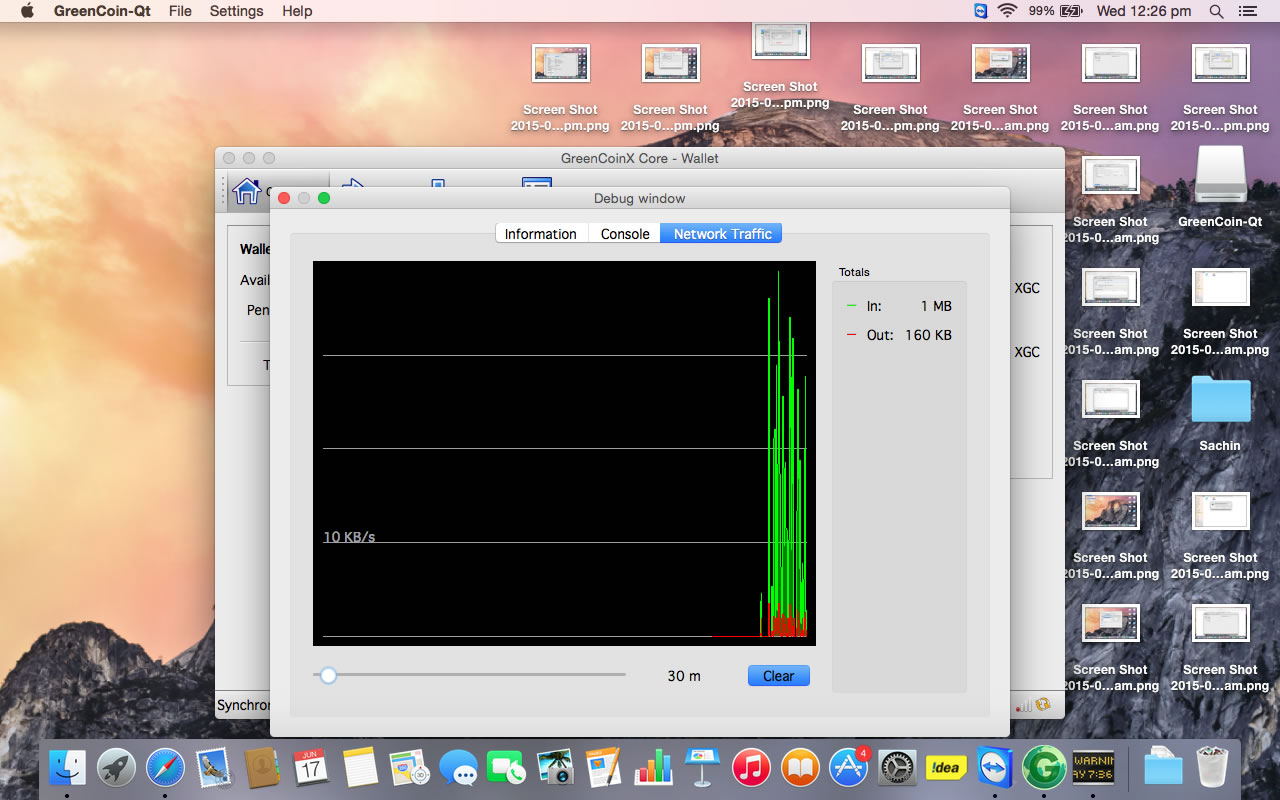 GreenCoin-Qt File Settings Help 99% Wed 12:26 pm
Screen Shot
2015-0...pm.png
Screen Shot
2015-0...pm.png
Screen Shot
2015-0...pm.png
Screen Shot
2015-0...pm.png
Screen Shot
2015-0...am.png
Screen Shot
2015-0...am.png
Screen Shot
2015-0...am.png
Screen Shot
2015-0...am.png
GreenCoin-Qt
Screen Shot
2015-0...am.png
Screen Shot
2015-0...am.png
Screen Shot
2015-0...am.png
Sachin
Screen Shot
2015-0...am.png
Screen Shot
2015-0...am.png
Screen Shot
2015-0...am.png
Screen Shot
2015-0...am.png
GreenCoinX Core - Wallet
Debug window
Information Console Network Traffic
Walle
Avail
Pen
T
XGC
XGC
10 KB/s
Totals
In: 1 MB
Out: 160 KB
30 m
Clear
Synchron
JUN
17
3D
4
!dea
G
WARNIN
AY 7:36